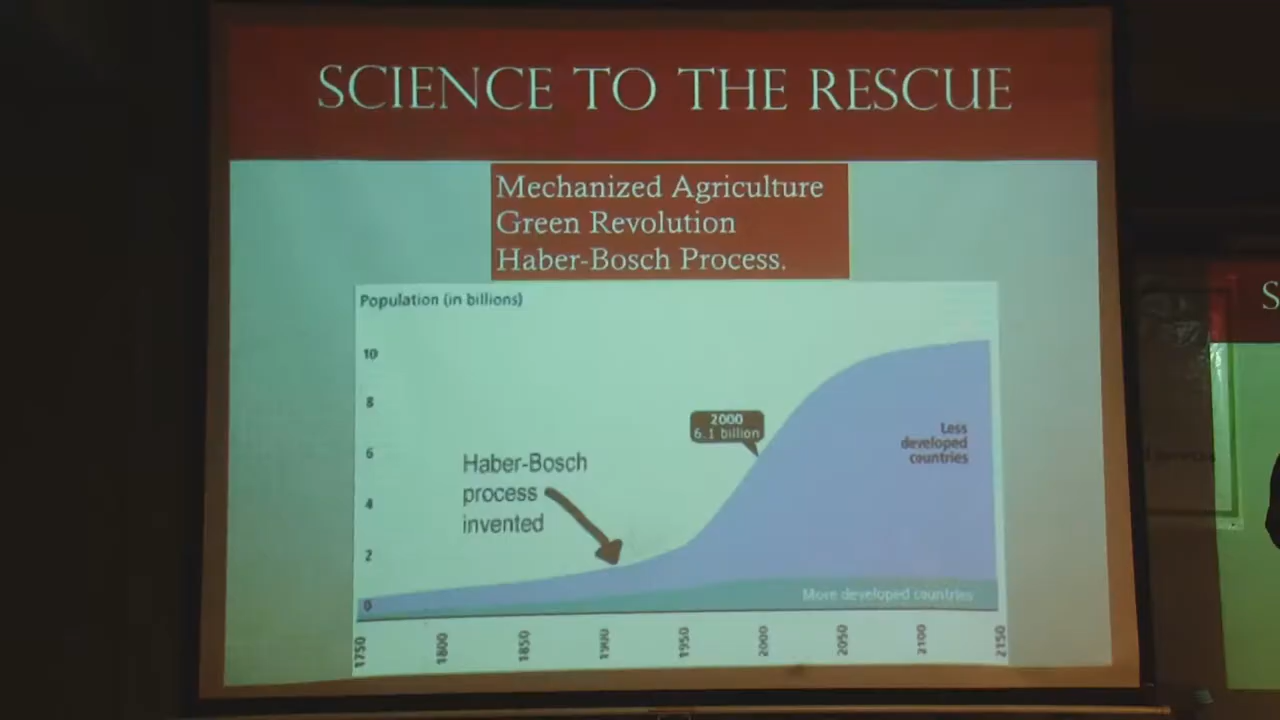 SCIENCE TO THE RESCUE
Mechanized Agriculture
Green Revolution
Haber-Bosch Process.
Population (in billions)
10
8
6
4
2
0
2000
6.1 billion
Haber-Bosch
process
invented
Less
developed
countries
More developed countries
1750
1800
1850
1900
1950
2000
2050
2100
2150
S